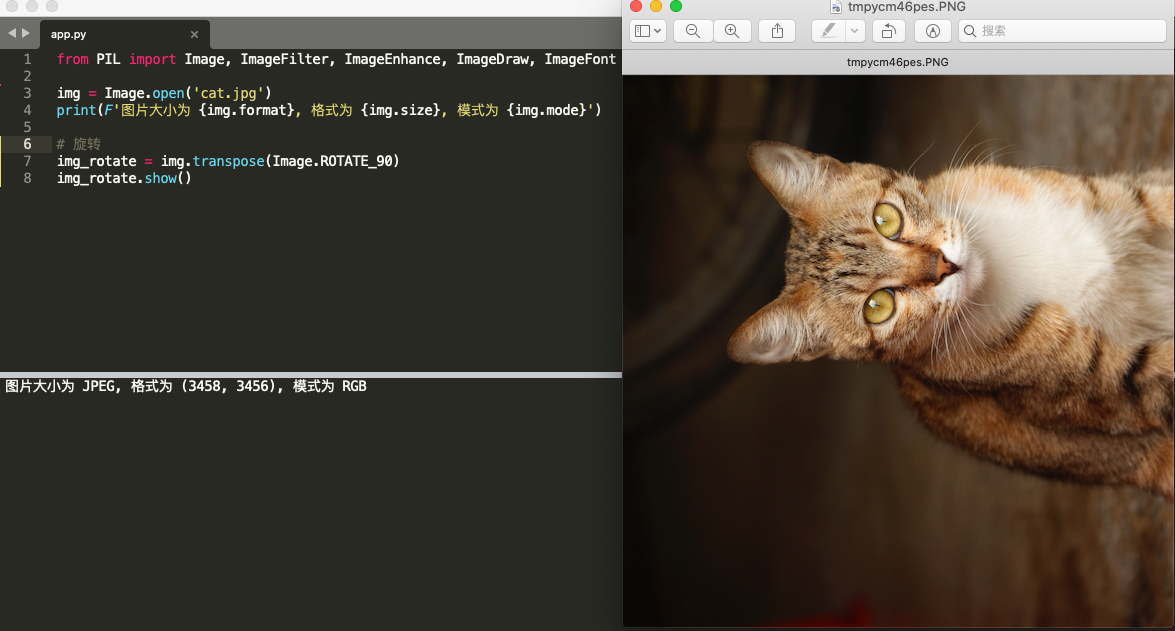 app.py
1 from PIL import Image, ImageFilter, ImageEnhance, ImageDraw, ImageFont
2
3 img = Image.open('cat.jpg')
4 print(F'图片大小为 {img.format}, 格式为 {img.size}, 模式为 {img.mode}')
5
6 # 旋转
7 img_rotate = img.transpose(Image.ROTATE_90)
8 img_rotate.show()
图片大小为 JPEG, 格式为 (3458, 3456), 模式为 RGB
tmpycm46pes.PNG
搜索
tmpycm46pes.PNG